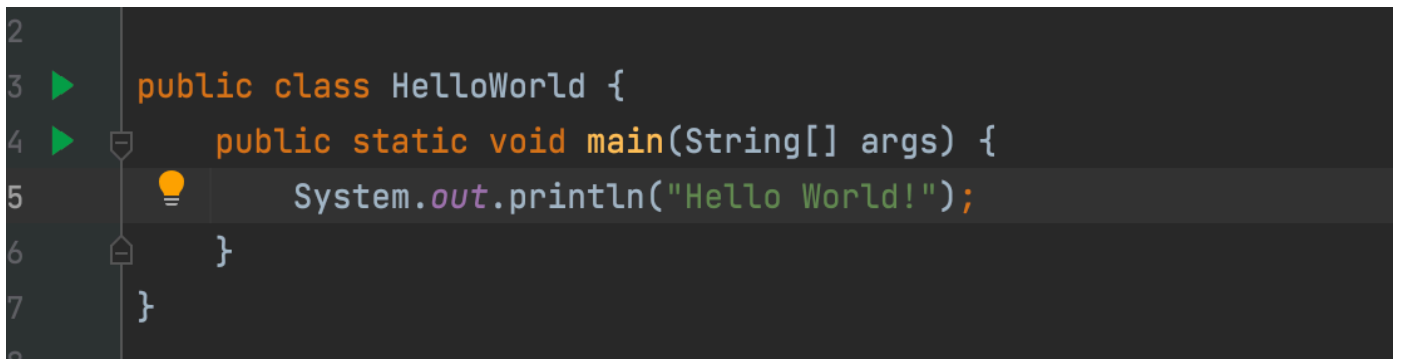 2
3 public class HelloWorld {
4 public static void main(String[] args) {
5 System.out.println("Hello World!");
6 }
7 }